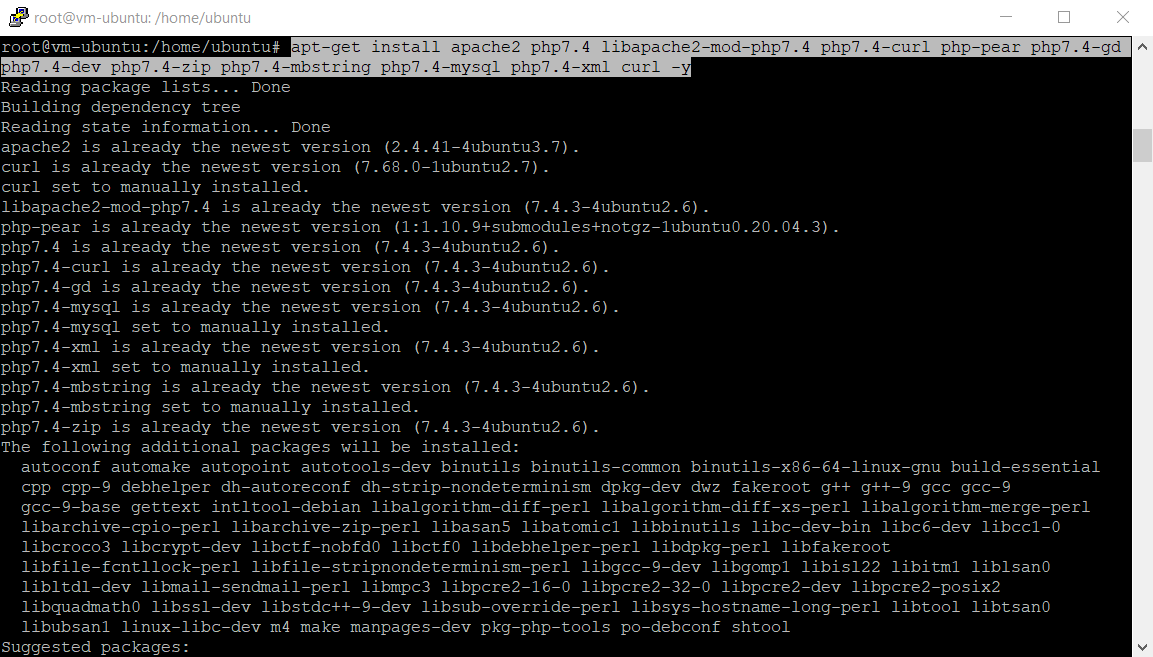 root@vm-ubuntu: /home/ubuntu
root@vm-ubuntu:/home/ubuntu# apt-get install apache2 php7.4 libapache2-mod-php7.4 php7.4-curl php-pear php7.4-gd
php7.4-dev php7.4-zip php7.4-mbstring php7.4-mysql php7.4-xml curl -y
Reading package lists... Done
Building dependency tree
Reading state information... Done
apache2 is already the newest version (2.4.41-4ubuntu3.7).
curl is already the newest version (7.68.0-1ubuntu2.7).
curl set to manually installed.
libapache2-mod-php7.4 is already the newest version (7.4.3-4ubuntu2.6).
php-pear is already the newest version (1:1.10.9+submodules+notgz-1ubuntu0.20.04.3).
php7.4 is already the newest version (7.4.3-4ubuntu2.6).
php7.4-curl is already the newest version (7.4.3-4ubuntu2.6).
php7.4-gd is already the newest version (7.4.3-4ubuntu2.6).
php7.4-mysql is already the newest version (7.4.3-4ubuntu2.6).
php7.4-mysql set to manually installed.
php7.4-xml is already the newest version (7.4.3-4ubuntu2.6).
php7.4-xml set to manually installed.
php7.4-mbstring is already the newest version (7.4.3-4ubuntu2.6).
php7.4-mbstring set to manually installed.
php7.4-zip is already the newest version (7.4.3-4ubuntu2.6).
The following additional packages will be installed:
autoconf automake autopoint autotools-dev binutils binutils-common binutils-x86-64-linux-gnu build-essential
cpp cpp-9 debhelper dh-autoreconf dh-strip-nondeterminism dpkg-dev dwz fakeroot g++ g++-9 gcc gcc-9
gcc-9-base gettext intltool-debian libalgorithm-diff-perl libalgorithm-diff-xs-perl libalgorithm-merge-perl
libarchive-cpio-perl libarchive-zip-perl libasan5 libatomic1 libbinutils libc-dev-bin libc6-dev libcc1-0
libcroco3 libcrypt-dev libctf-nobfd0 libctf0 libdebhelper-perl libdpkg-perl libfakeroot
libfile-fcntllock-perl libfile-stripnondeterminism-perl libgcc-9-dev libgomp1 libisl22 libitm1 liblsan0
libltdl-dev libmail-sendmail-perl libmpc3 libpcre2-16-0 libpcre2-32-0 libpcre2-dev libpcre2-posix2
libquadmath0 libssl-dev libstdc++-9-dev libsub-override-perl libsys-hostname-long-perl libtool libtsan0
libubsan1 linux-libc-dev m4 make manpages-dev pkg-php-tools po-debconf shtool
Suggested packages: